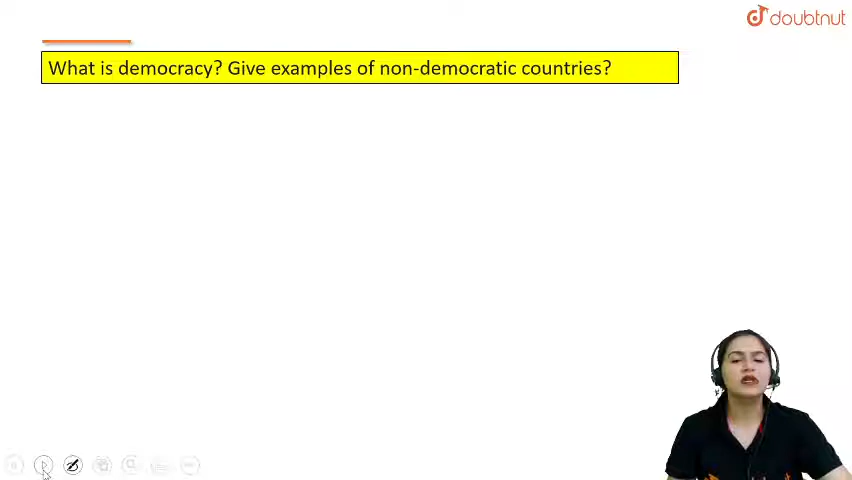 doubtnut
What is democracy? Give examples of non-democratic countries?